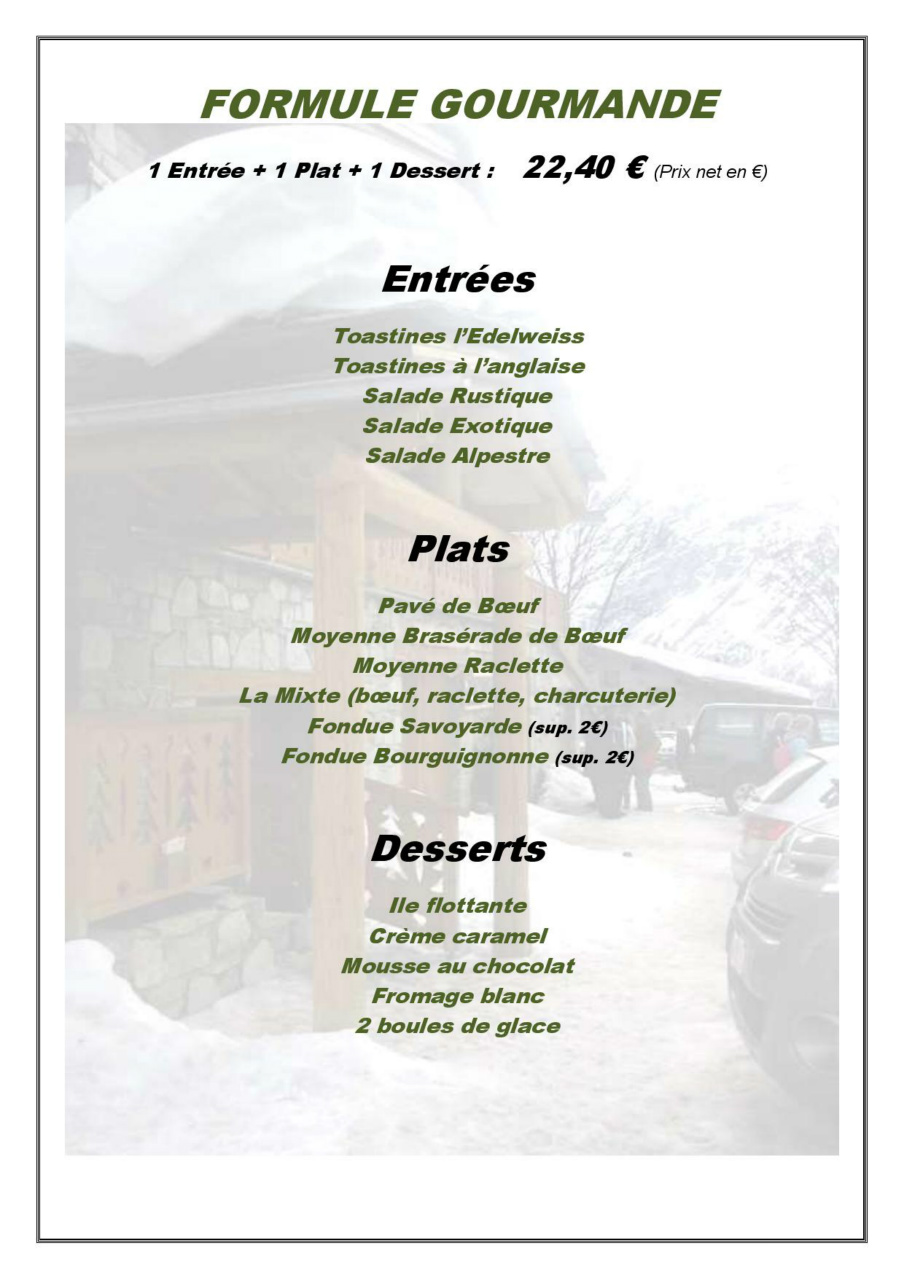 FORMULE GOURMANDE
1 Entrée + 1 Plat + 1 Dessert : 22,40 € (Prix net en €)
Entrées
Toastines l’Edelweiss
Toastines à l’anglaise
Salade Rustique
Salade Exotique
Salade Alpestre
Plats
Pavé de Bœuf
Moyenne Brasérade de Bœuf
Moyenne Raclette
La Mixte (bœuf, raclette, charcuterie)
Fondue Savoyarde (sup. 2€)
Fondue Bourguignonne (sup. 2€)
Desserts
Ile flottante
Crème caramel
Mousse au chocolat
Fromage blanc
2 boules de glace